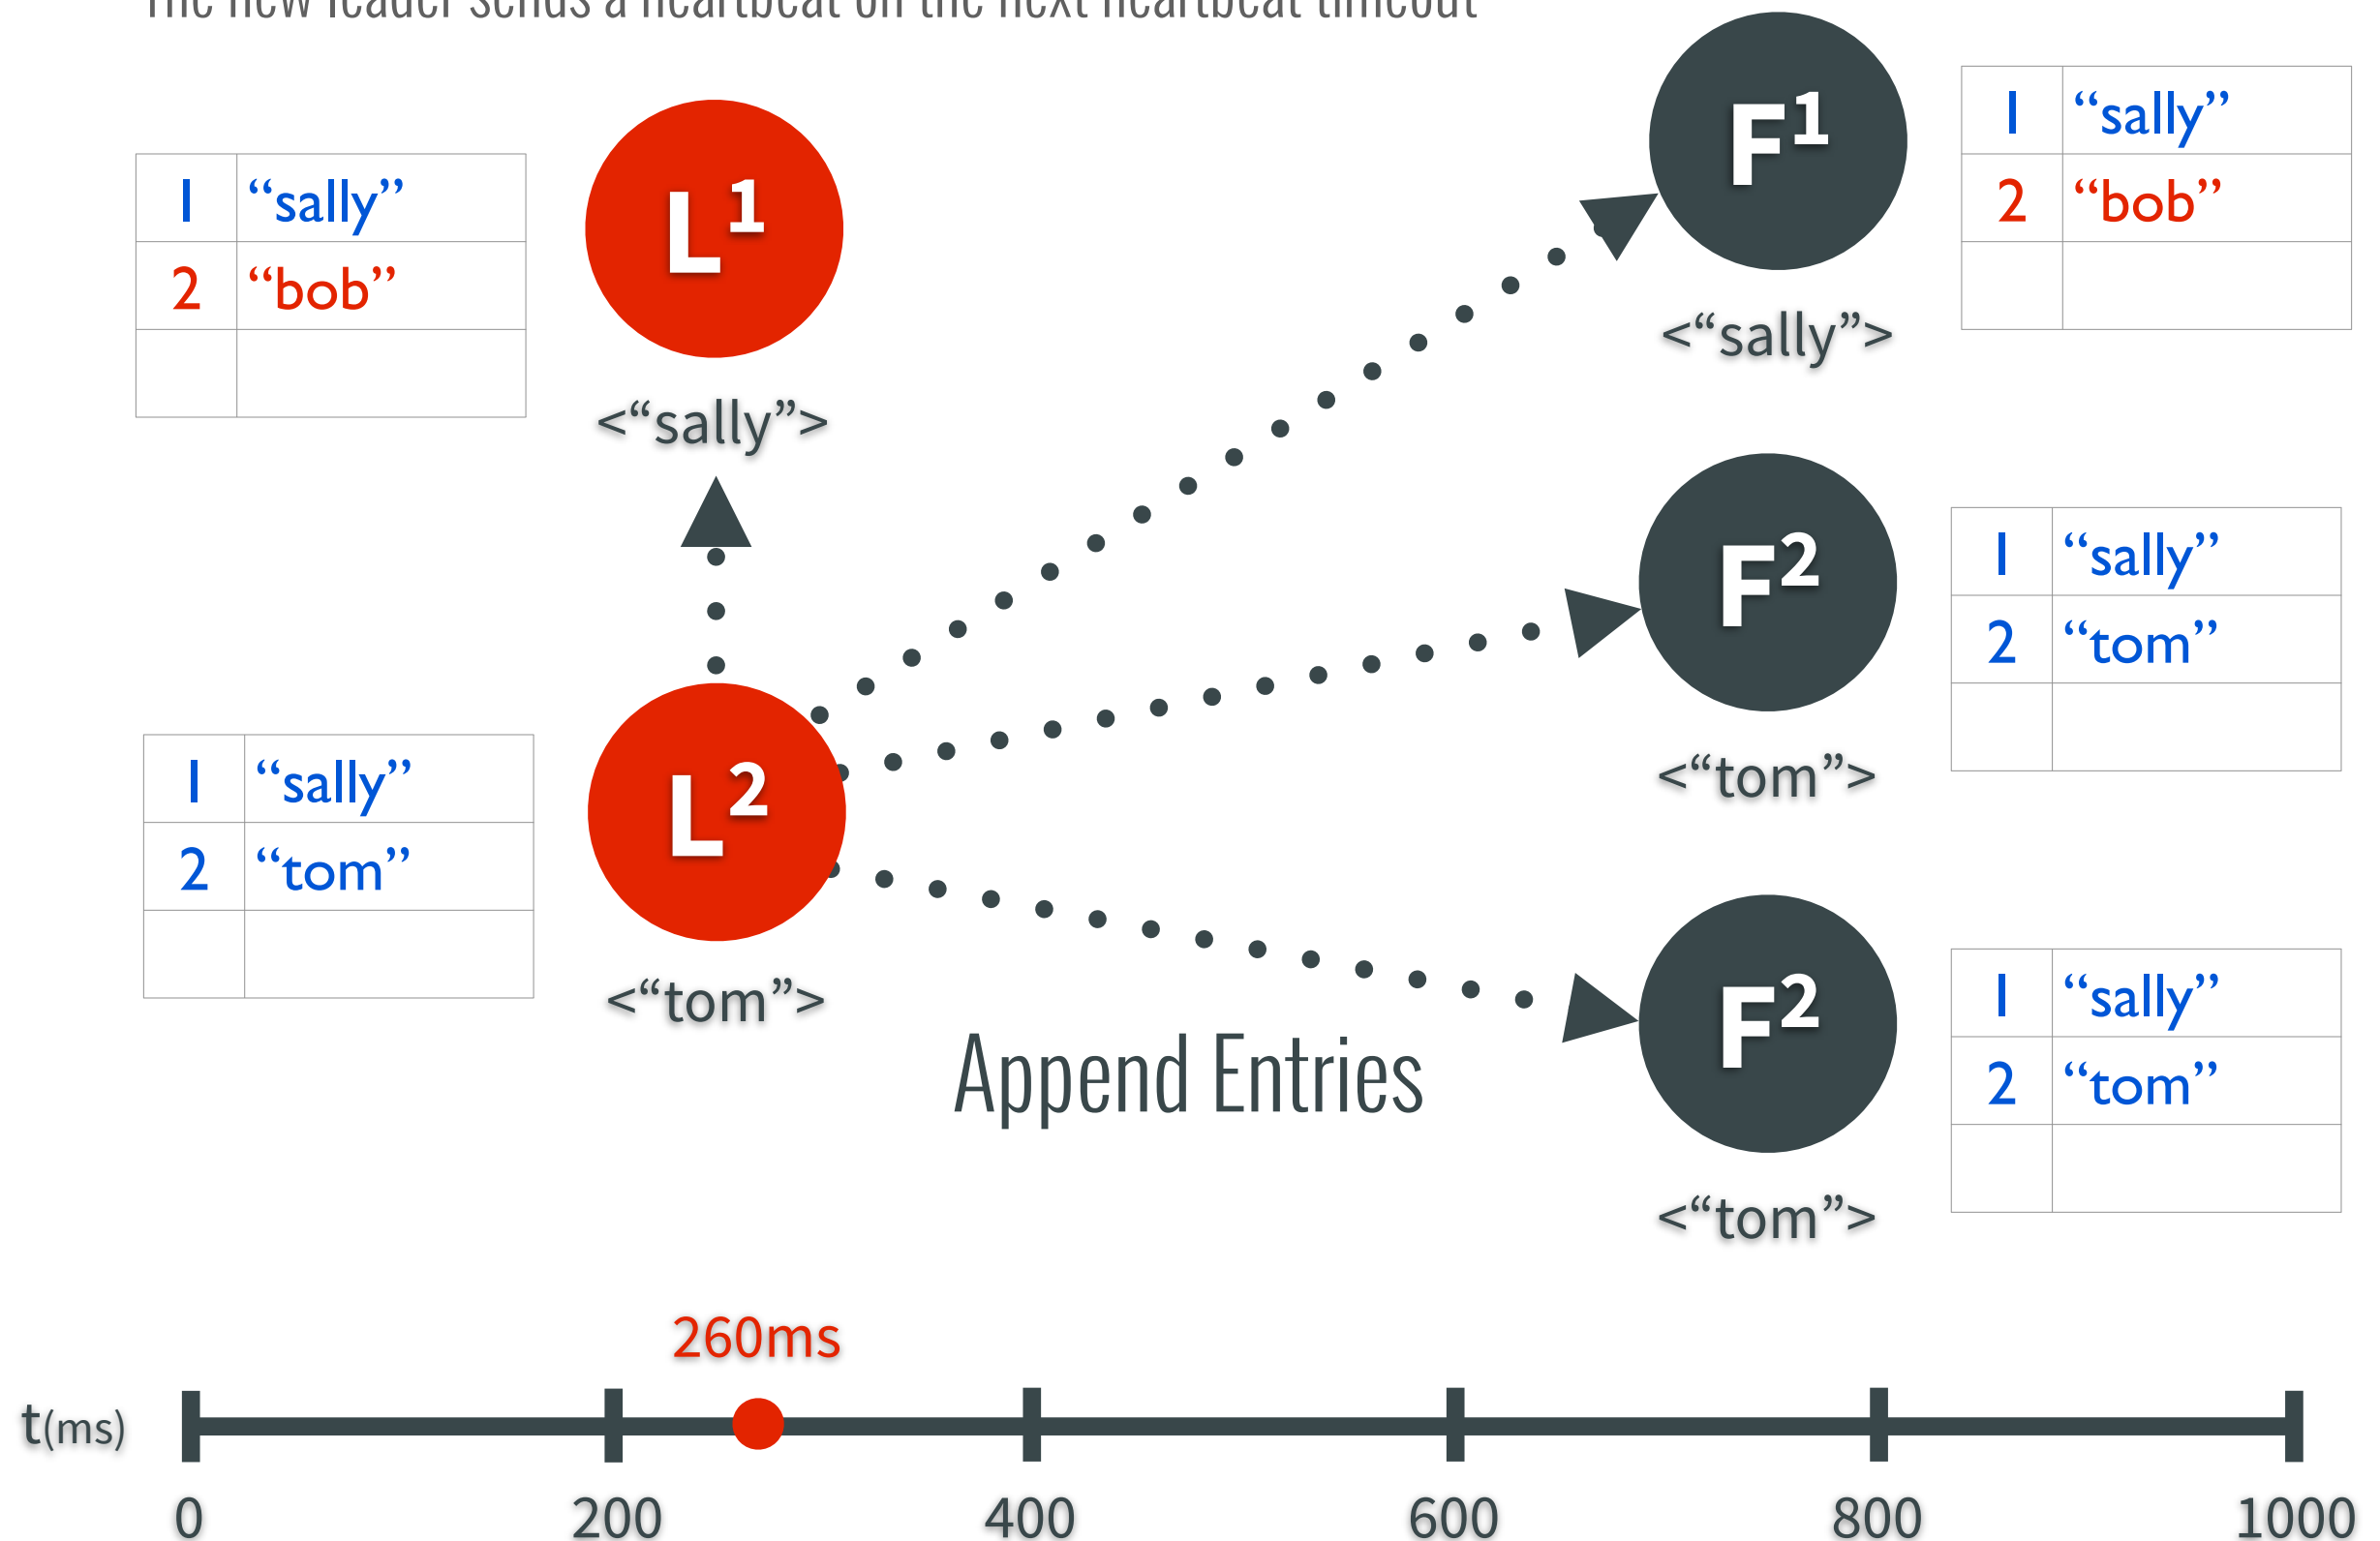 The new leader sends a heartbeat on the next heartbeat timeout
L1
1 “sally”
2 “bob”
<“sally”>
F1
1 “sally”
2 “bob”
<“sally”>
F2
1 “sally”
2 “tom”
<“tom”>
L2
1 “sally”
2 “tom”
<“tom”>
Append Entries
F2
1 “sally”
2 “tom”
<“tom”>
260ms
t(ms)
0 200 400 600 800 1000